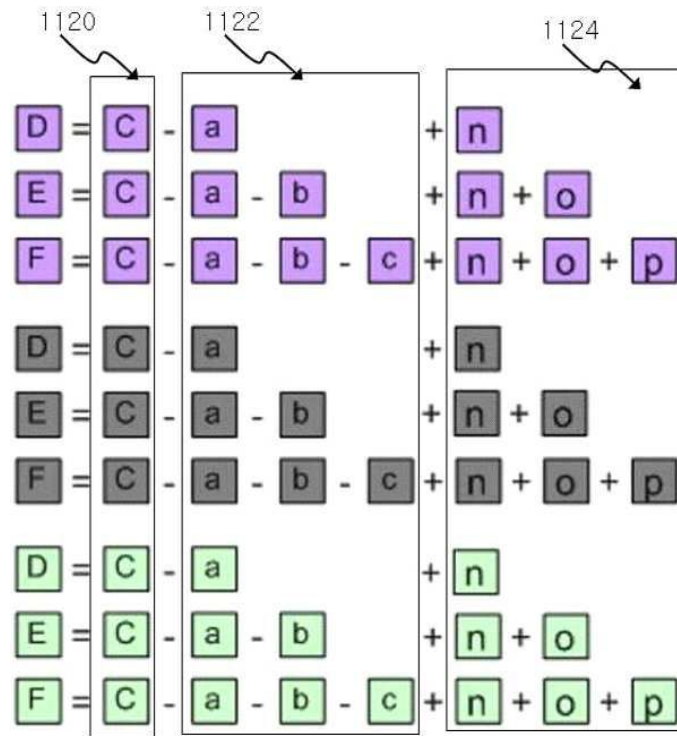 1120 1122 1124
D = C - a + n
E = C - a - b + n + o
F = C - a - b - c + n + o + p
D = C - a + n
E = C - a - b + n + o
F = C - a - b - c + n + o + p
D = C - a + n
E = C - a - b + n + o
F = C - a - b - c + n + o + p